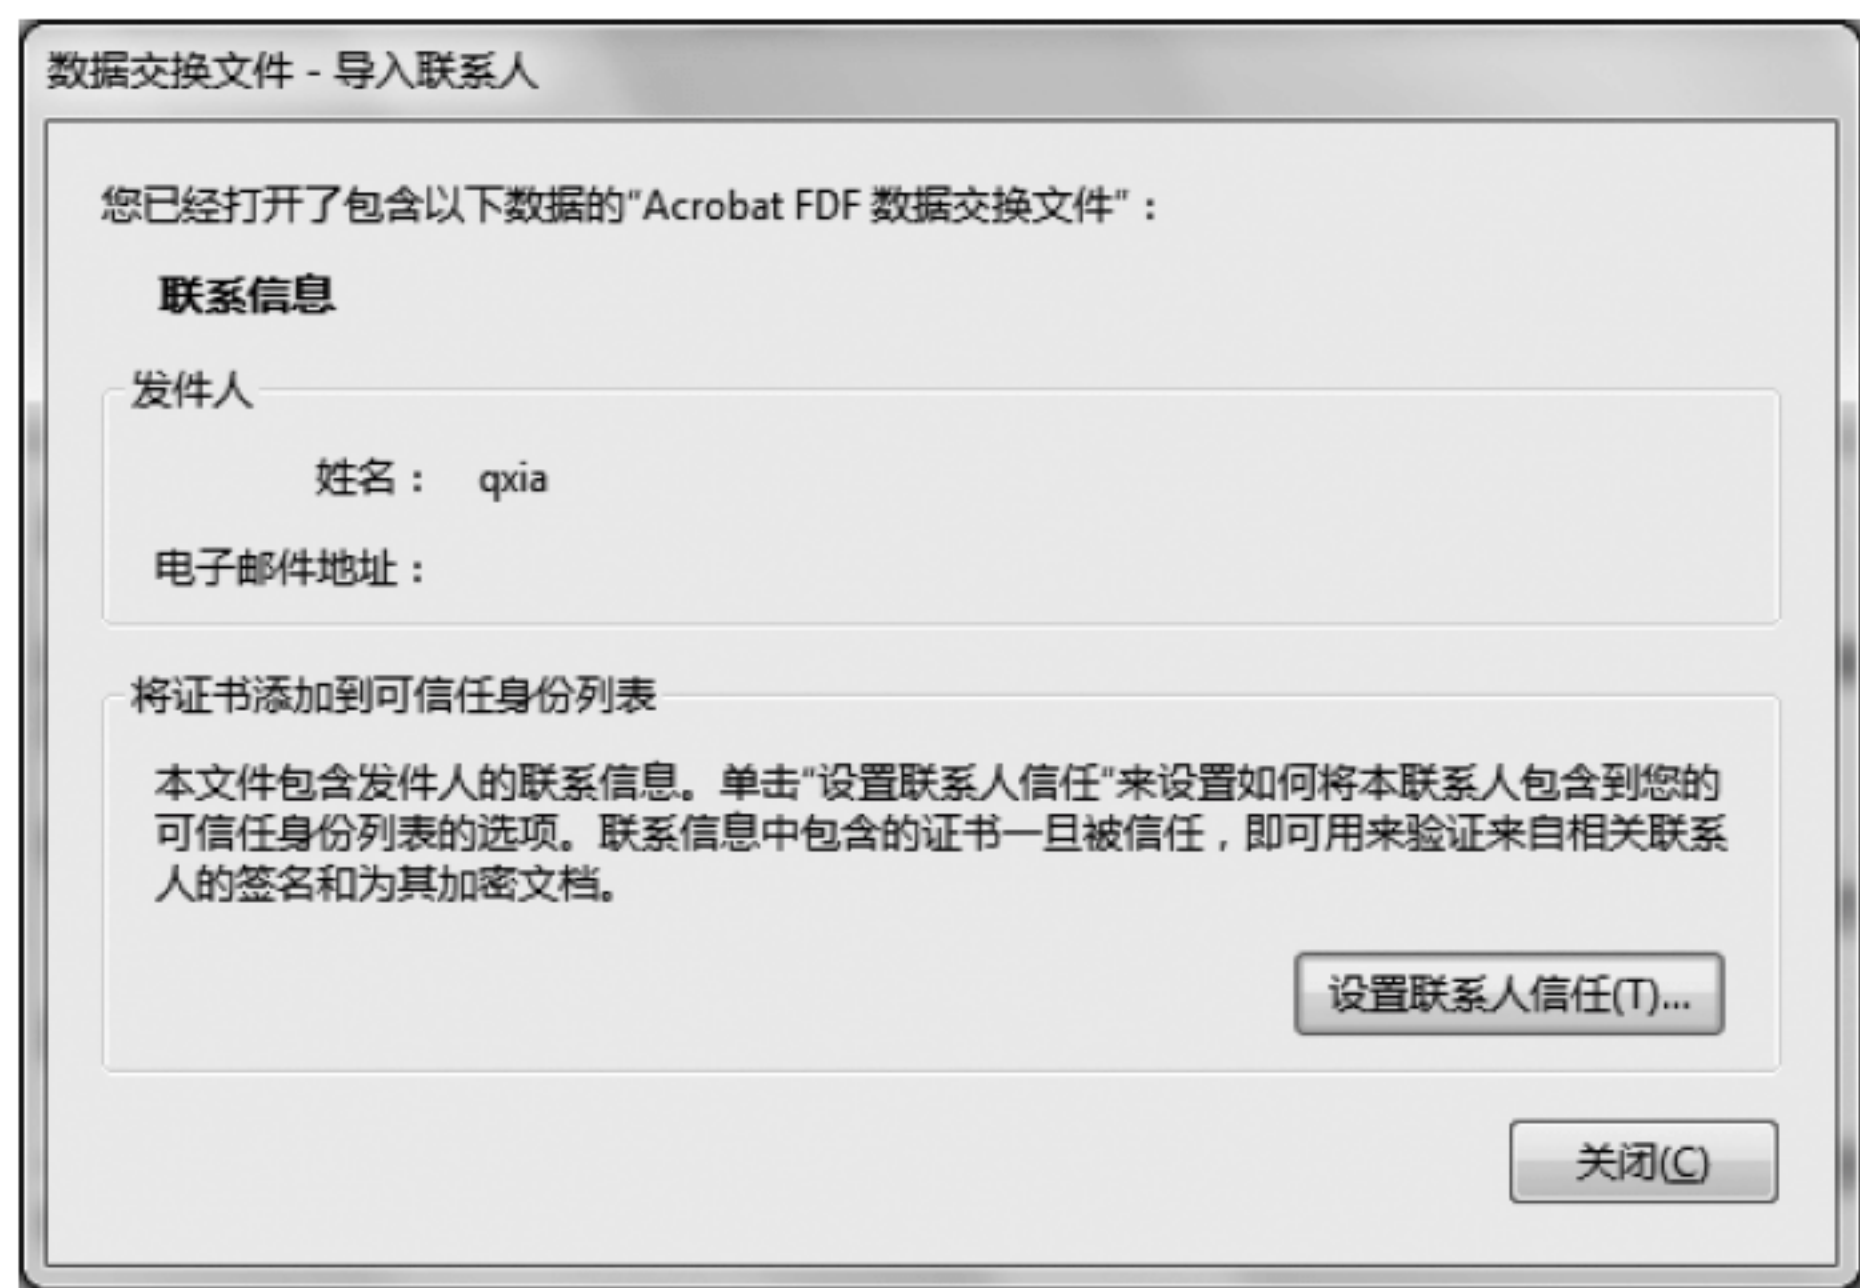 数据交换文件 - 导入联系人
您已经打开了包含以下数据的"Acrobat FDF 数据交换文件"：
联系信息
发件人
姓名： qxia
电子邮件地址：
将证书添加到可信任身份列表
本文件包含发件人的联系信息。单击"设置联系人信任"来设置如何将本联系人包含到您的
可信任身份列表的选项。联系信息中包含的证书一旦被信任，即可用来验证来自相关联系
人的签名和为其加密文档。
设置联系人信任(T)...
关闭(C)